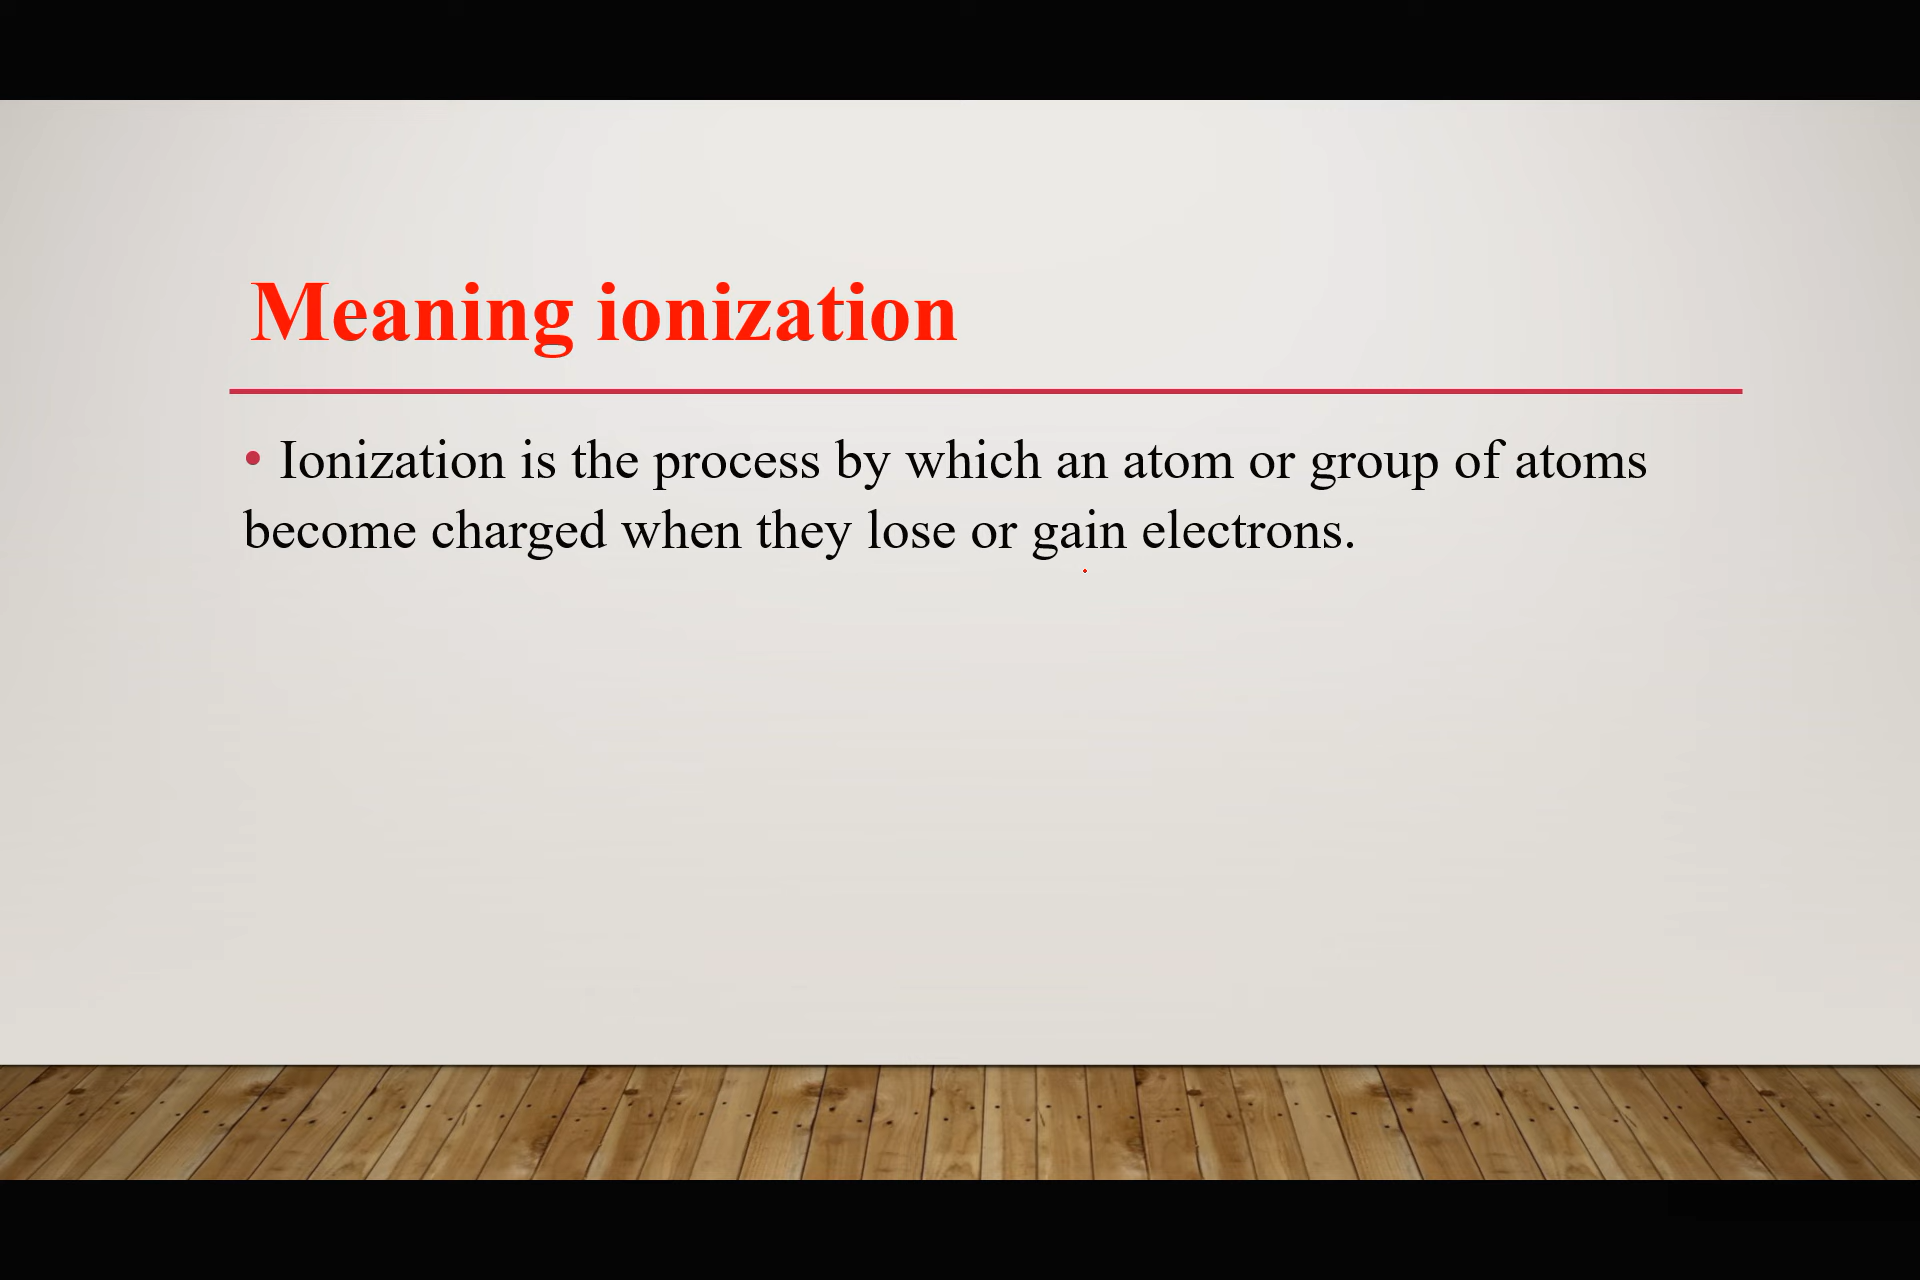 Meaning ionization
• Ionization is the process by which an atom or group of atoms
become charged when they lose or gain electrons.